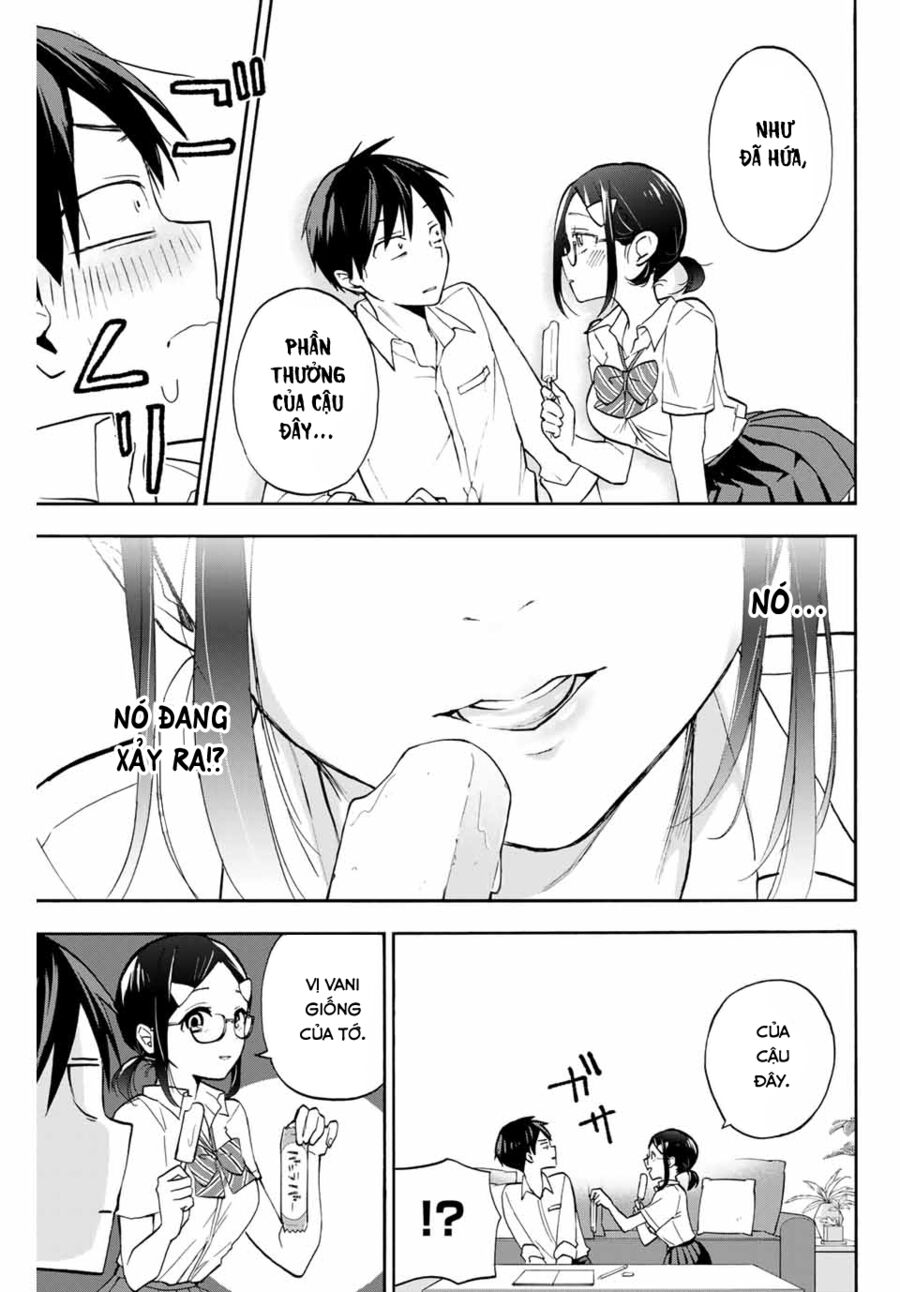 NHƯ
ĐÃ HỨA,
PHẦN
THƯỞNG
CỦA CẬU
ĐÂY...
NÓ...
NÓ ĐANG
XẢY RA!?
CỦA
CẬU
ĐÂY.
ガサ
!?
VỊ VANI
GIỐNG
CỦA TỚ.